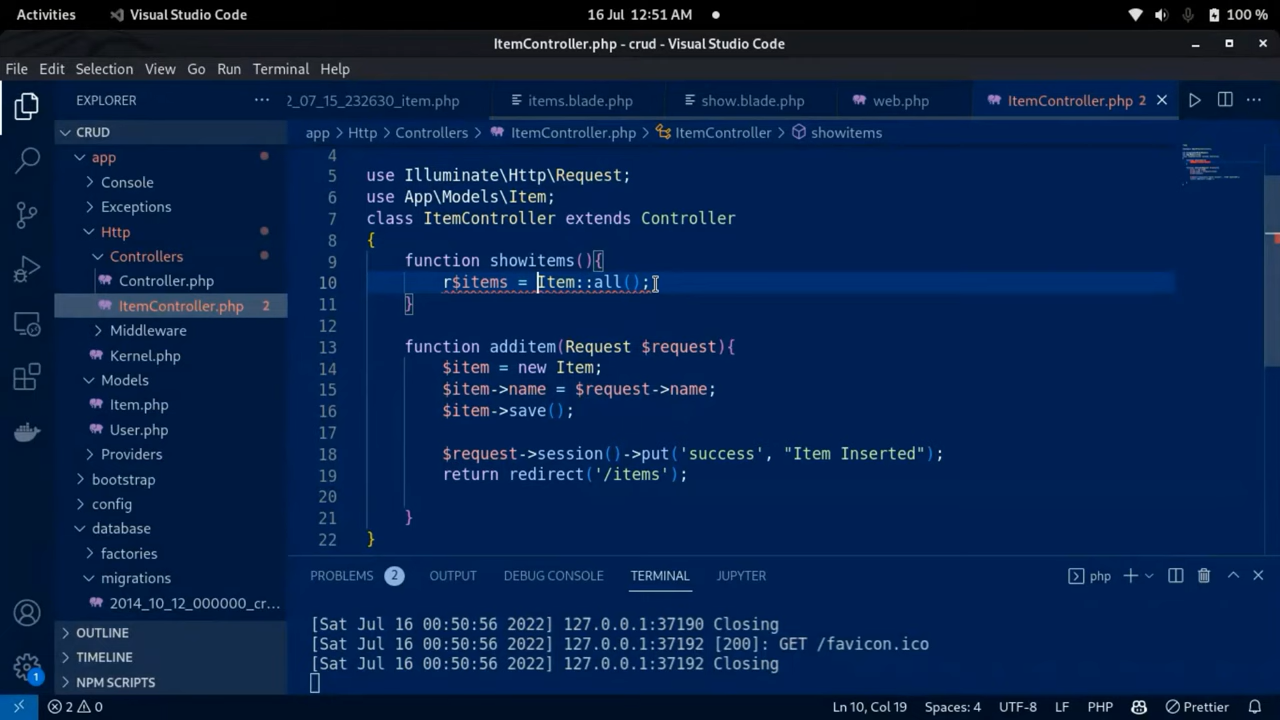 Activities
Visual Studio Code
16 Jul 12:51 AM
100 %
ItemController.php - crud - Visual Studio Code
File Edit Selection View Go Run Terminal Help
EXPLORER
2_07_15_232630_item.php
items.blade.php
show.blade.php
web.php
ItemController.php 2
app > Http > Controllers > ItemController.php > ItemController > showitems
CRUD
app
Console
Exceptions
Http
Controllers
Controller.php
ItemController.php 2
Middleware
Kernel.php
Models
Item.php
User.php
Providers
bootstrap
config
database
factories
migrations
2014_10_12_000000_cr...
OUTLINE
TIMELINE
NPM SCRIPTS
1
4
5 use Illuminate\Http\Request;
6 use App\Models\Item;
7 class ItemController extends Controller
8 {
9 function showitems(){
10 r$items = Item::all();
11 }
12
13 function additem(Request $request){
14 $item = new Item;
15 $item->name = $request->name;
16 $item->save();
17
18 $request->session()->put('success', "Item Inserted");
19 return redirect('/items');
20
21 }
22 }
PROBLEMS 2 OUTPUT DEBUG CONSOLE TERMINAL JUPYTER
php
[Sat Jul 16 00:50:56 2022] 127.0.0.1:37190 Closing
[Sat Jul 16 00:50:56 2022] 127.0.0.1:37192 [200]: GET /favicon.ico
[Sat Jul 16 00:50:56 2022] 127.0.0.1:37192 Closing
2 0
Ln 10, Col 19 Spaces: 4 UTF-8 LF PHP Prettier